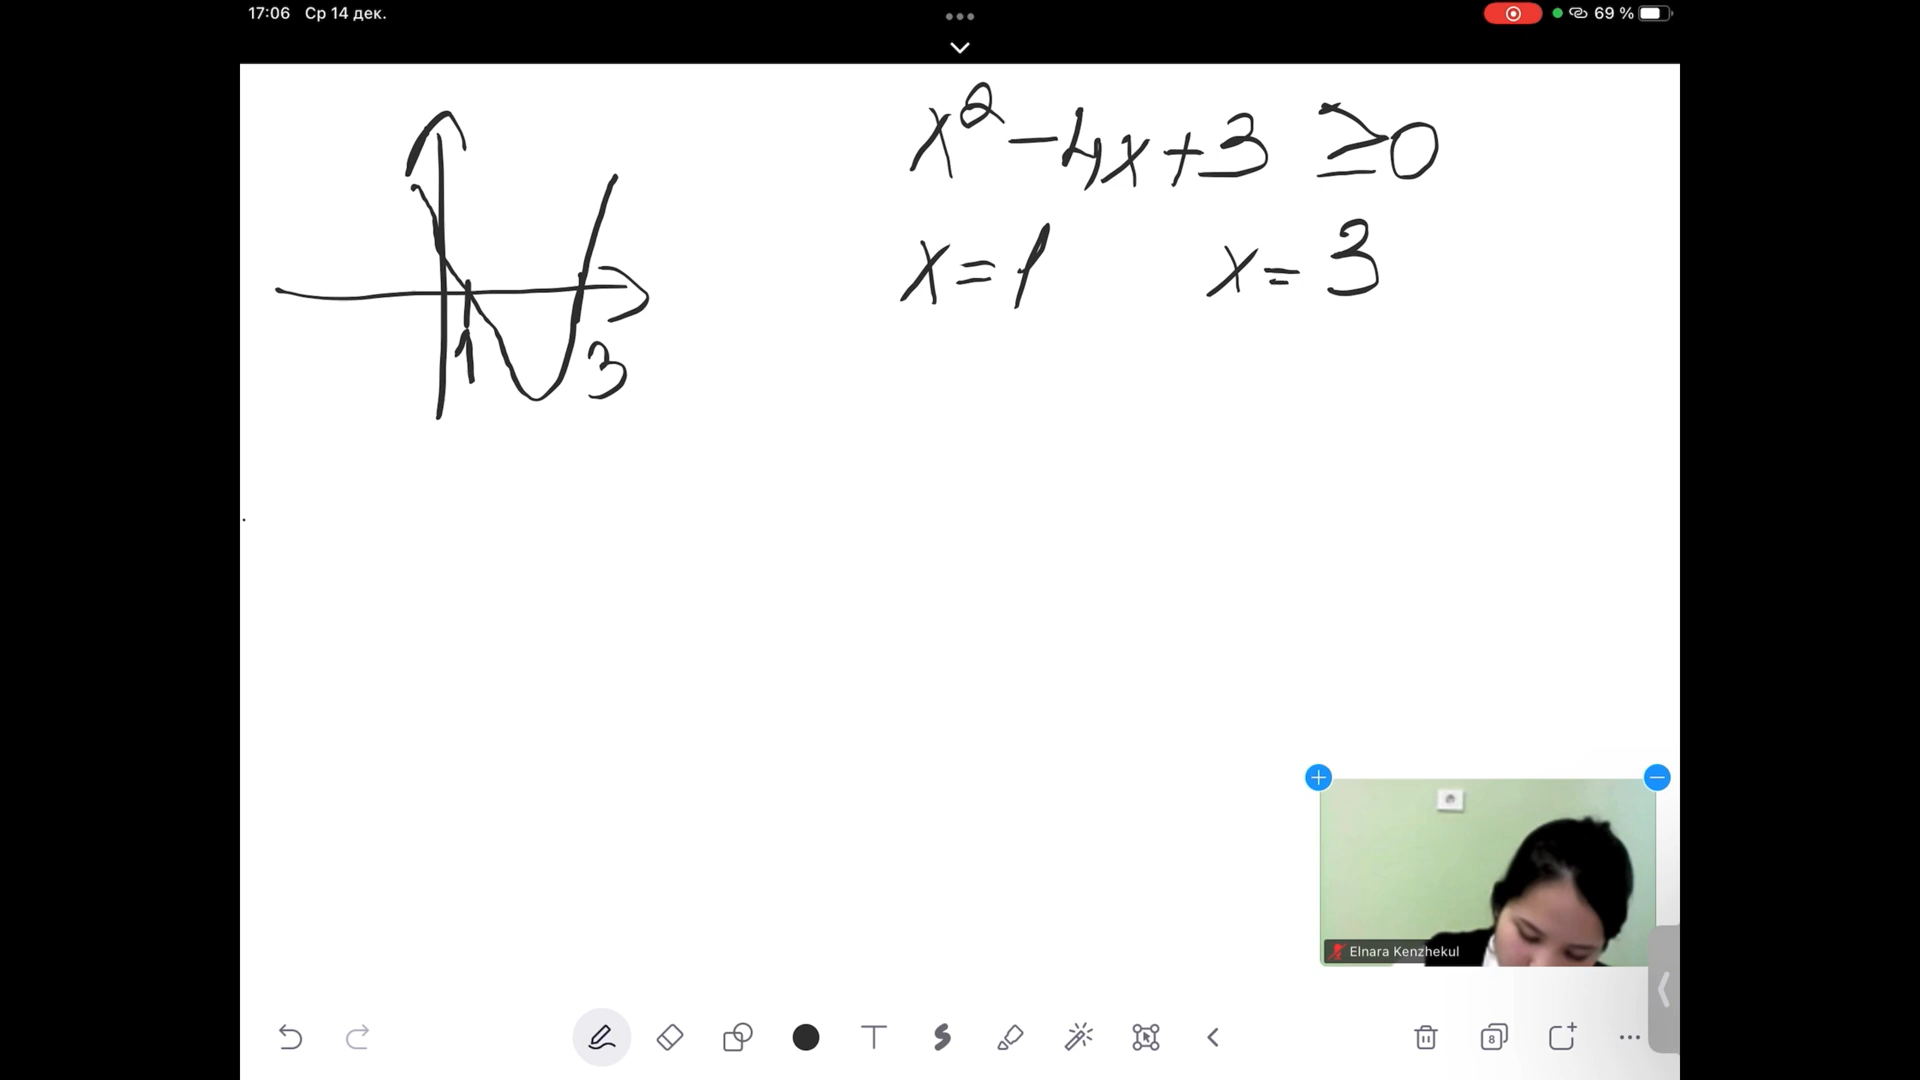 17:06 Ср 14 дек.
69 %
x² - 4x + 3 ≥ 0
x = 1 x = 3
1
3
Elnara Kenzhekul
T
8